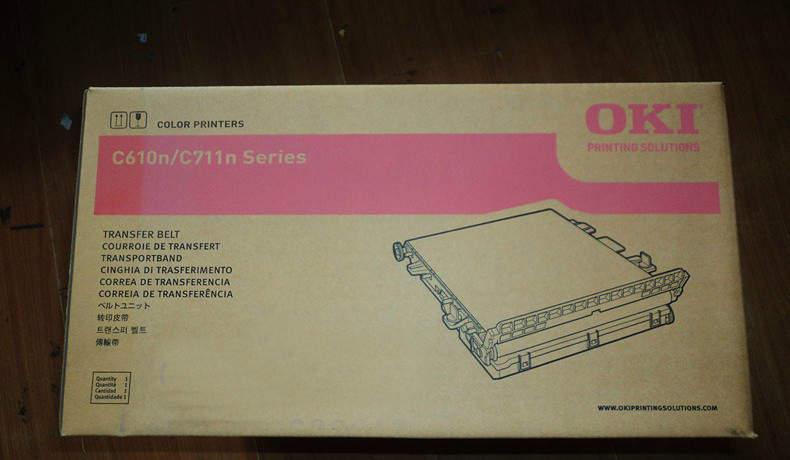 COLOR PRINTERS
OKI
PRINTING SOLUTIONS
C610n/C711n Series
TRANSFER BELT
COURROIE DE TRANSFERT
TRANSPORTBAND
CINGHIA DI TRASFERIMENTO
CORREA DE TRANSFERENCIA
CORREIA DE TRANSFERÊNCIA
ベルトユニット
转印皮带
트랜스퍼 벨트
傳輸帶
Quantity 1
Quantité 1
Cantidad 1
Quantidade 1
WWW.OKIPRINTINGSOLUTIONS.COM